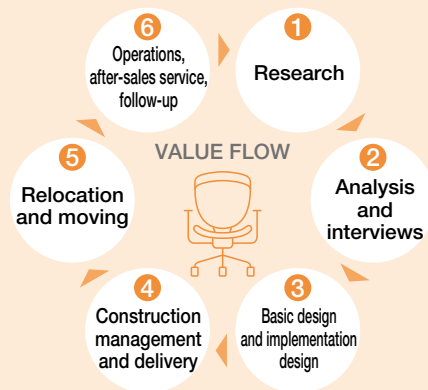 VALUE FLOW
1
Research
2
Analysis
and
interviews
3
Basic design
and implementation
design
4
Construction
management
and delivery
5
Relocation
and moving
6
Operations,
after-sales service,
follow-up